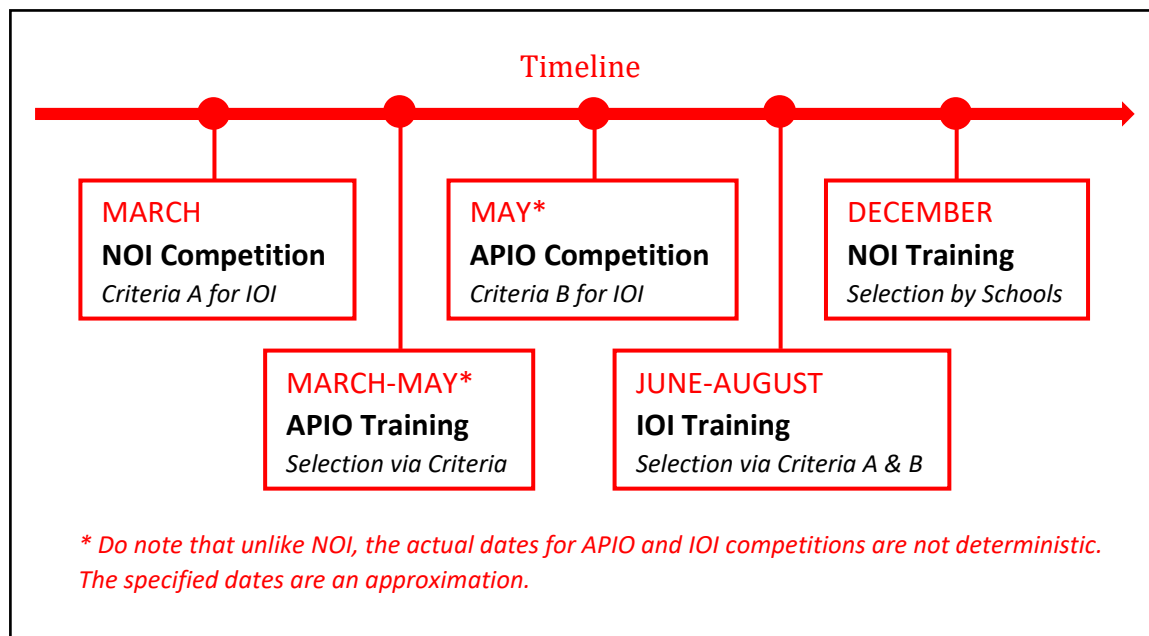 Timeline
MARCH
NOI Competition
Criteria A for IOI
MARCH-MAY*
APIO Training
Selection via Criteria
MAY*
APIO Competition
Criteria B for IOI
JUNE-AUGUST
IOI Training
Selection via Criteria A & B
DECEMBER
NOI Training
Selection by Schools
* Do note that unlike NOI, the actual dates for APIO and IOI competitions are not deterministic.
The specified dates are an approximation.